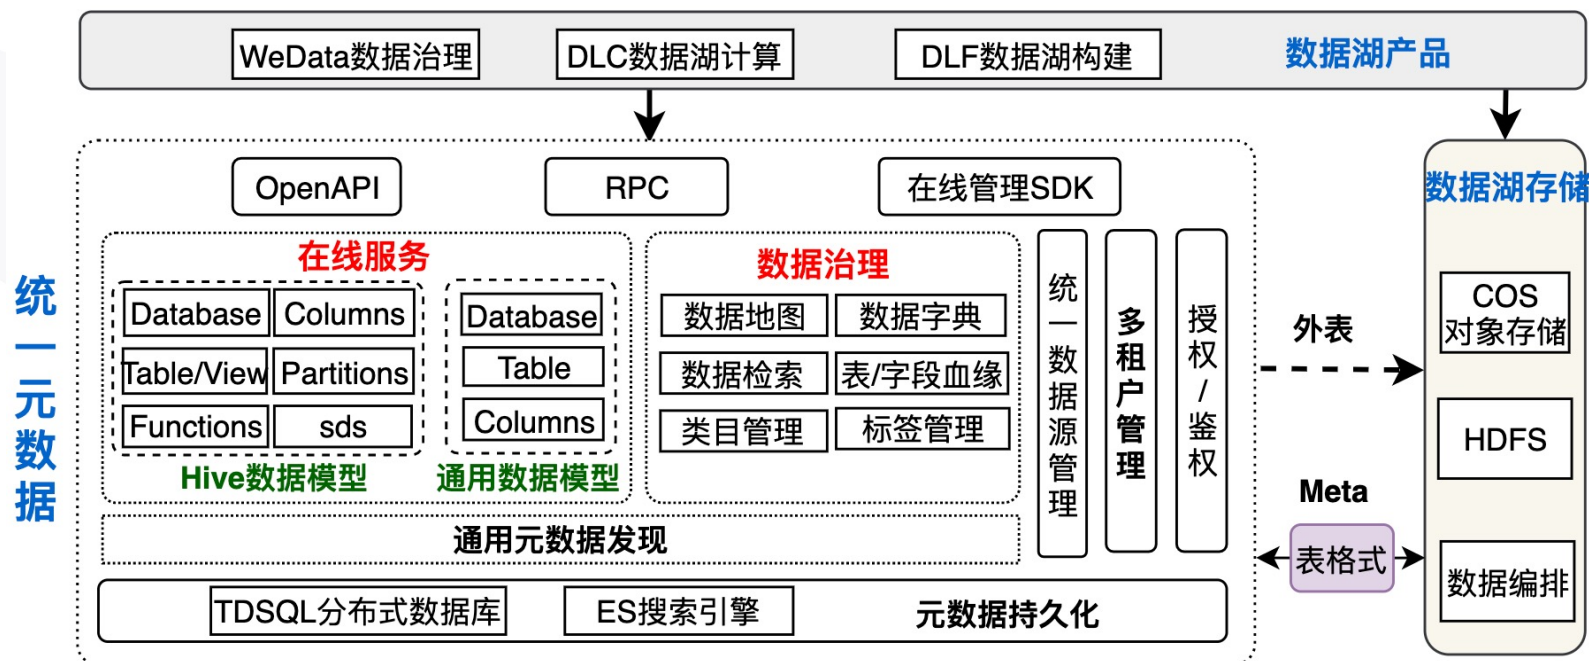 WeData数据治理
DLC数据湖计算
DLF数据湖构建
数据湖产品
统一元数据
OpenAPI
RPC
在线管理SDK
在线服务
Database
Columns
Table/View
Partitions
Functions
sds
Hive数据模型
Database
Table
Columns
通用数据模型
数据治理
数据地图
数据字典
数据检索
表/字段血缘
类目管理
标签管理
统一数据源管理
多租户管理
授权/鉴权
通用元数据发现
TDSQL分布式数据库
ES搜索引擎
元数据持久化
外表
Meta
表格式
数据湖存储
COS
对象存储
HDFS
数据编排